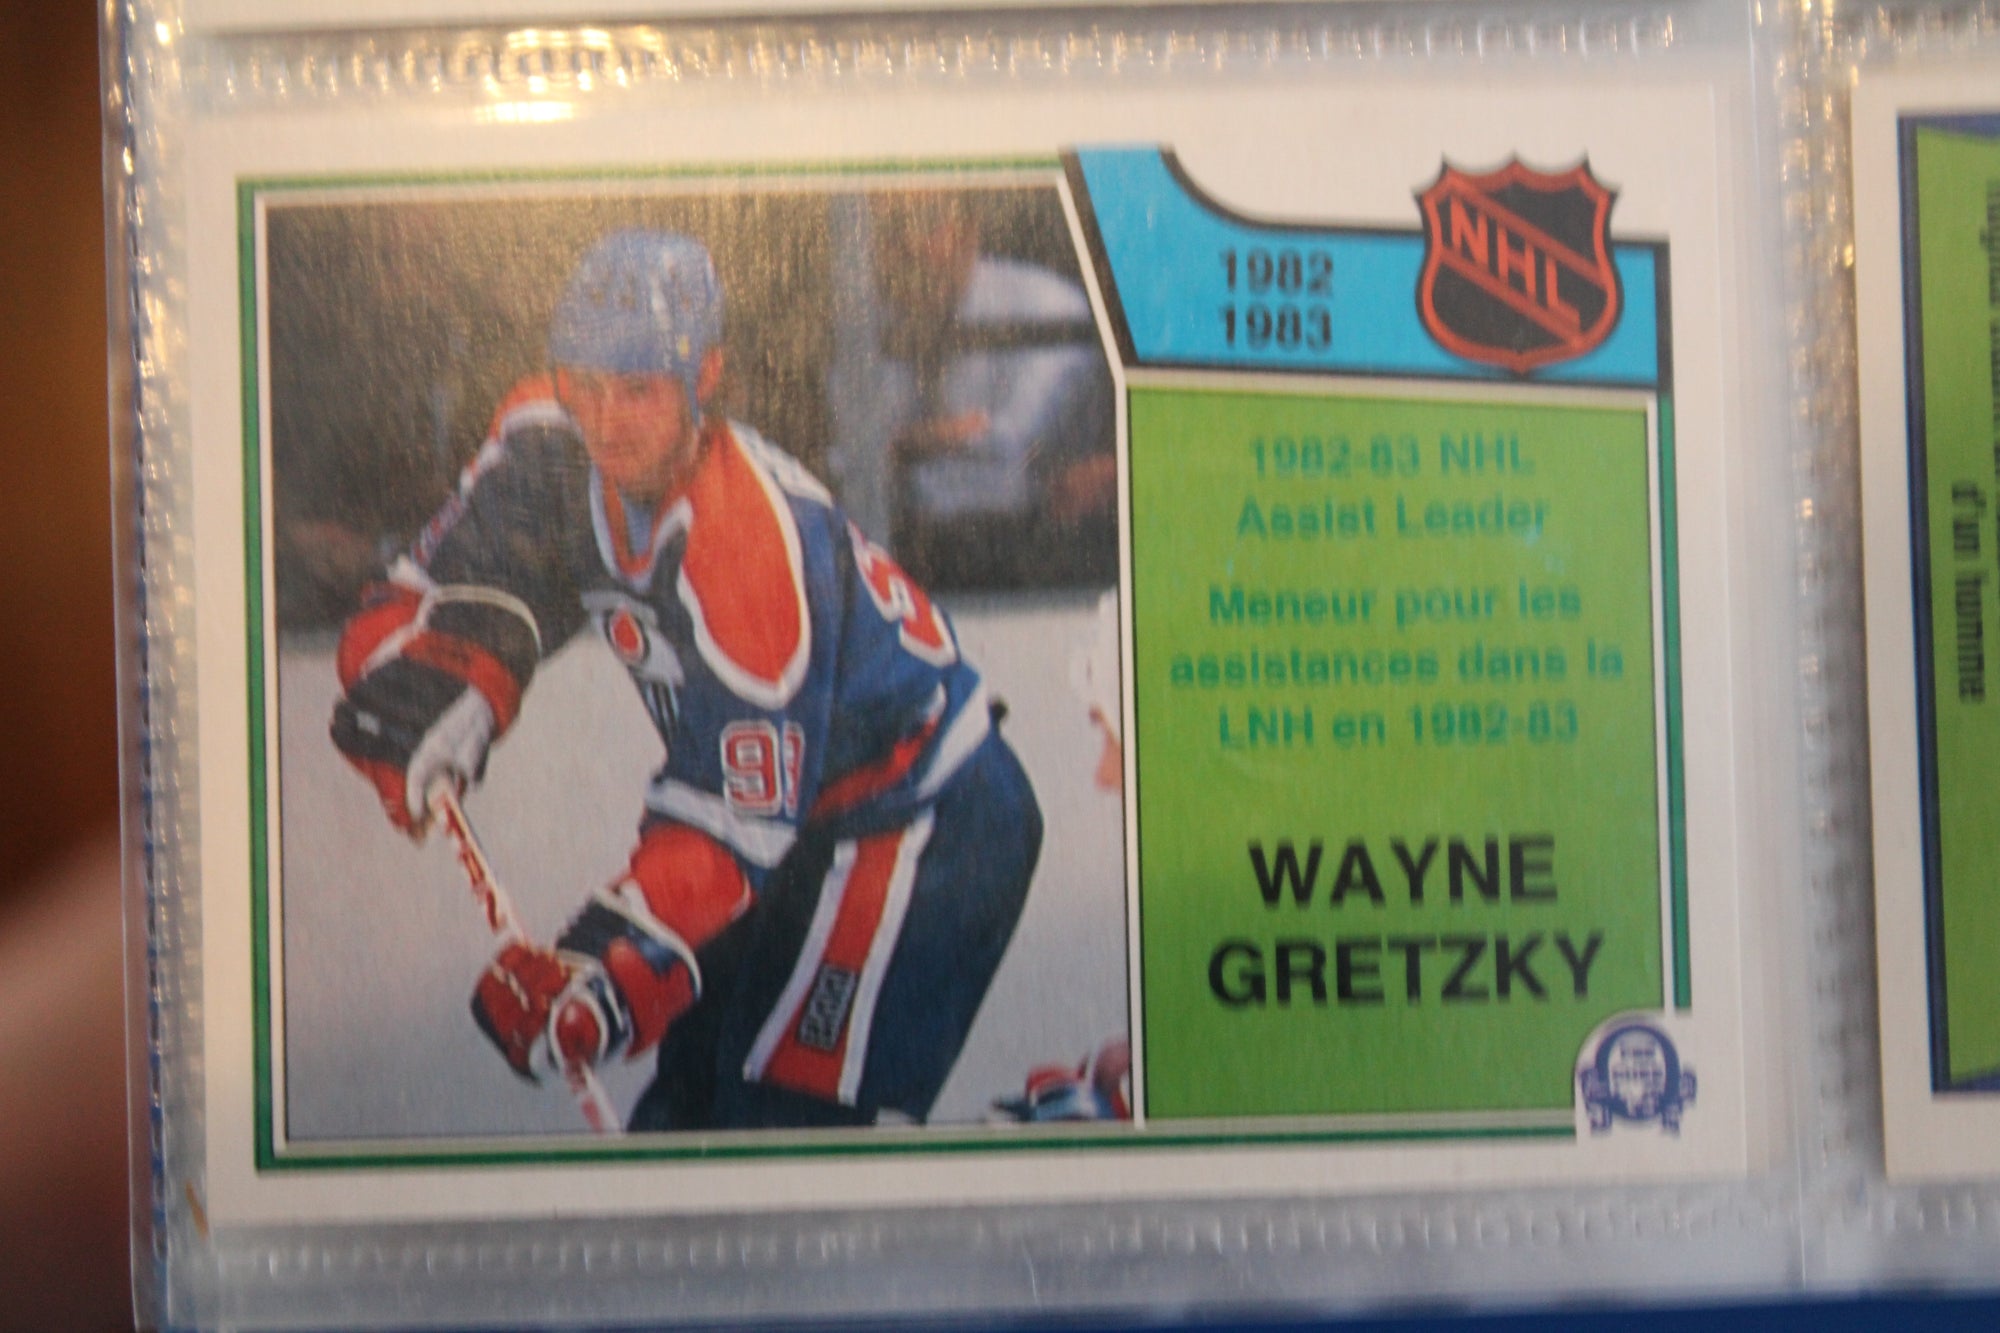 1982
1983
NHL
1982-83 NHL
Assist Leader
Meneur pour les
assistances dans la
LNH en 1982-83
WAYNE
GRETZKY
99
d'un homme